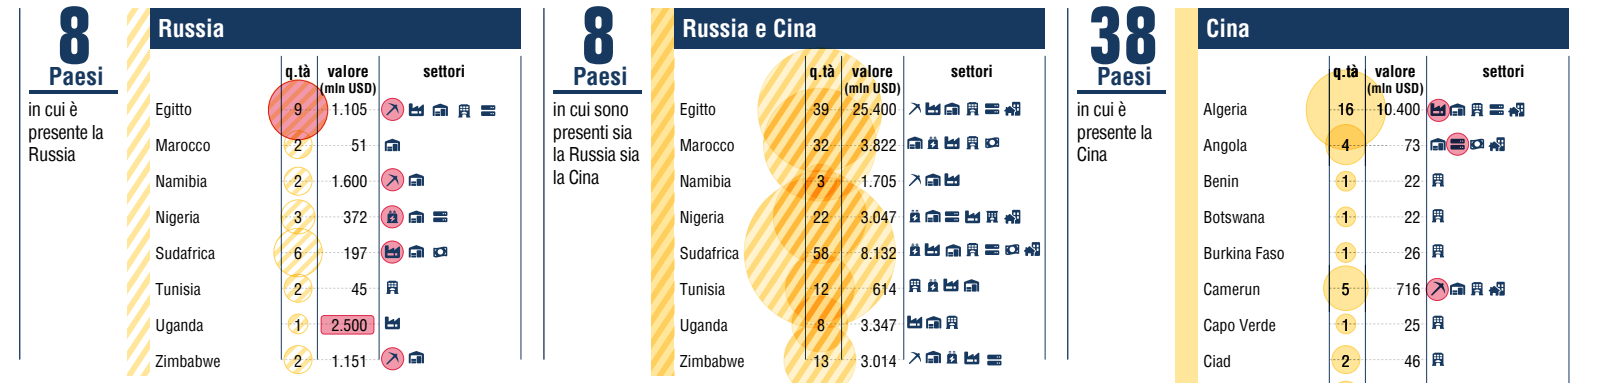 8
Paesi
in cui è
presente la
Russia
Russia
q.tà valore settori
(mln USD)
Egitto 9 1.105
Marocco 2 51
Namibia 2 1.600
Nigeria 3 372
Sudafrica 6 197
Tunisia 2 45
Uganda 1 2.500
Zimbabwe 2 1.151
8
Paesi
in cui sono
presenti sia
la Russia sia
la Cina
Russia e Cina
q.tà valore settori
(mln USD)
Egitto 39 25.400
Marocco 32 3.822
Namibia 3 1.705
Nigeria 22 3.047
Sudafrica 58 8.132
Tunisia 12 614
Uganda 8 3.347
Zimbabwe 13 3.014
38
Paesi
in cui è
presente la
Cina
Cina
q.tà valore settori
(mln USD)
Algeria 16 10.400
Angola 4 73
Benin 1 22
Botswana 1 22
Burkina Faso 1 26
Camerun 5 716
Capo Verde 1 25
Ciad 2 46